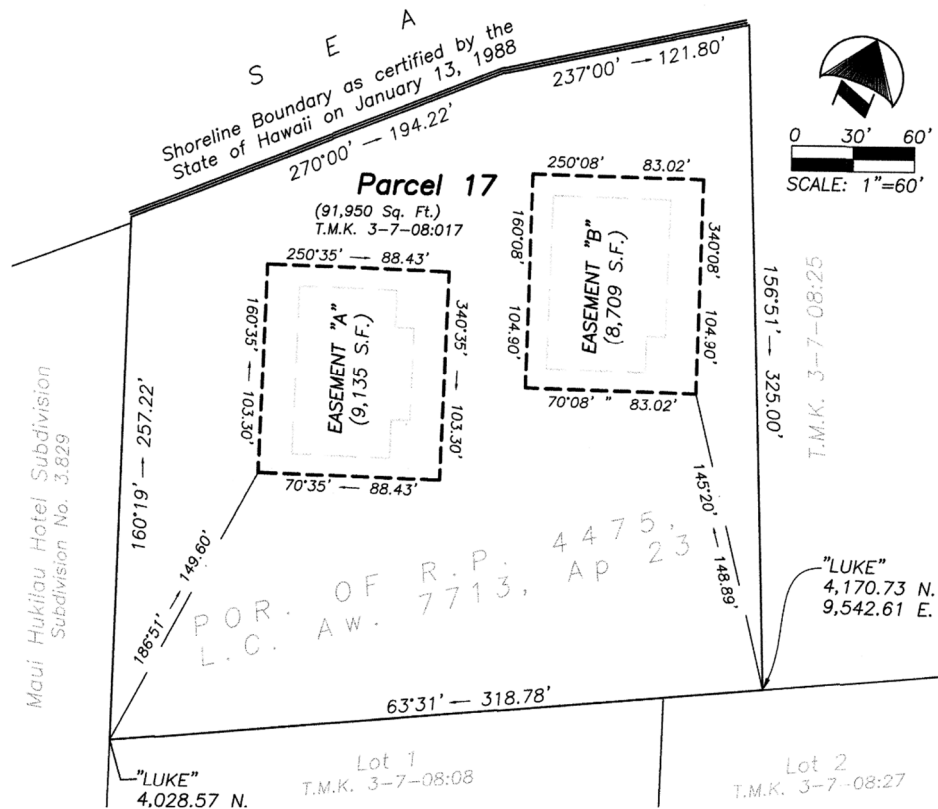 S E A
Shoreline Boundary as certified by the
State of Hawaii on January 13, 1988
270°00' → 194.22'
237°00' → 121.80'
0 30' 60'
SCALE: 1"=60'
Parcel 17
(91,950 Sq. Ft.)
T.M.K. 3-7-08:017
250°08' 83.02'
160°08'
104.90'
EASEMENT "B"
(8,709 S.F.)
340°08'
104.90'
70°08' " 83.02'
250°35' — 88.43'
160°35' — 103.30'
EASEMENT "A"
(9,135 S.F.)
340°35' — 103.30'
70°35' — 88.43'
156°51' — 325.00'
T.M.K. 3-7-08:25
Maui Hukilau Hotel Subdivision
Subdivision No. 3.829
160°19' → 257.22'
186°51' — 149.60'
145°20' — 148.89'
POR. OF R.P. 4475,
L.C. AW. 7713, Ap 23
"LUKE"
4,170.73 N.
9,542.61 E.
63°31' ← 318.78'
"LUKE"
4,028.57 N.
Lot 1
T.M.K. 3-7-08:08
Lot 2
T.M.K. 3-7-08:27